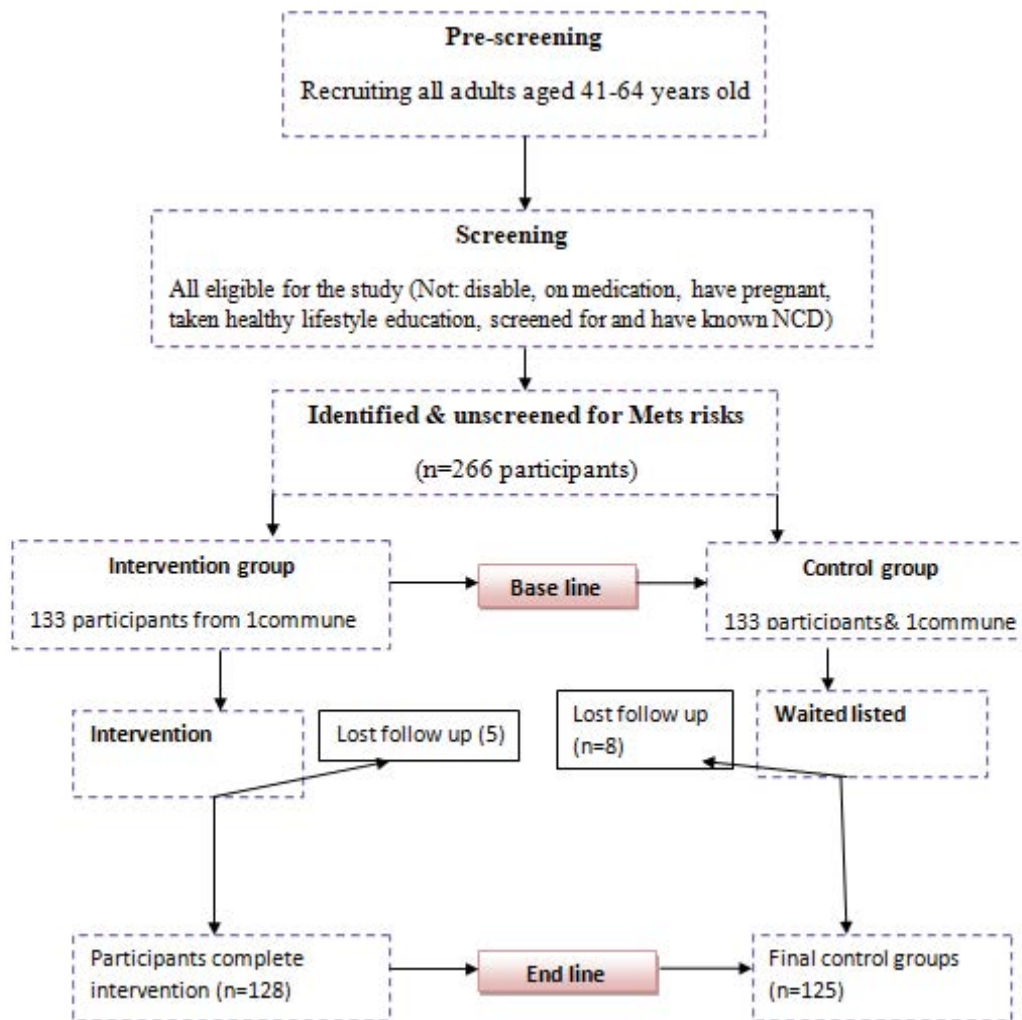 Pre-screening
Recruiting all adults aged 41-64 years old
Screening
All eligible for the study (Not: disable, on medication, have pregnant,
taken healthy lifestyle education, screened for and have known NCD)
Identified & unscreened for Mets risks
(n=266 participants)
Intervention group
133 participants from 1commune
Base line
Control group
133 participants& 1commune
Intervention
Lost follow up (5)
Lost follow up
(n=8)
Waited listed
Participants complete
intervention (n=128)
End line
Final control groups
(n=125)